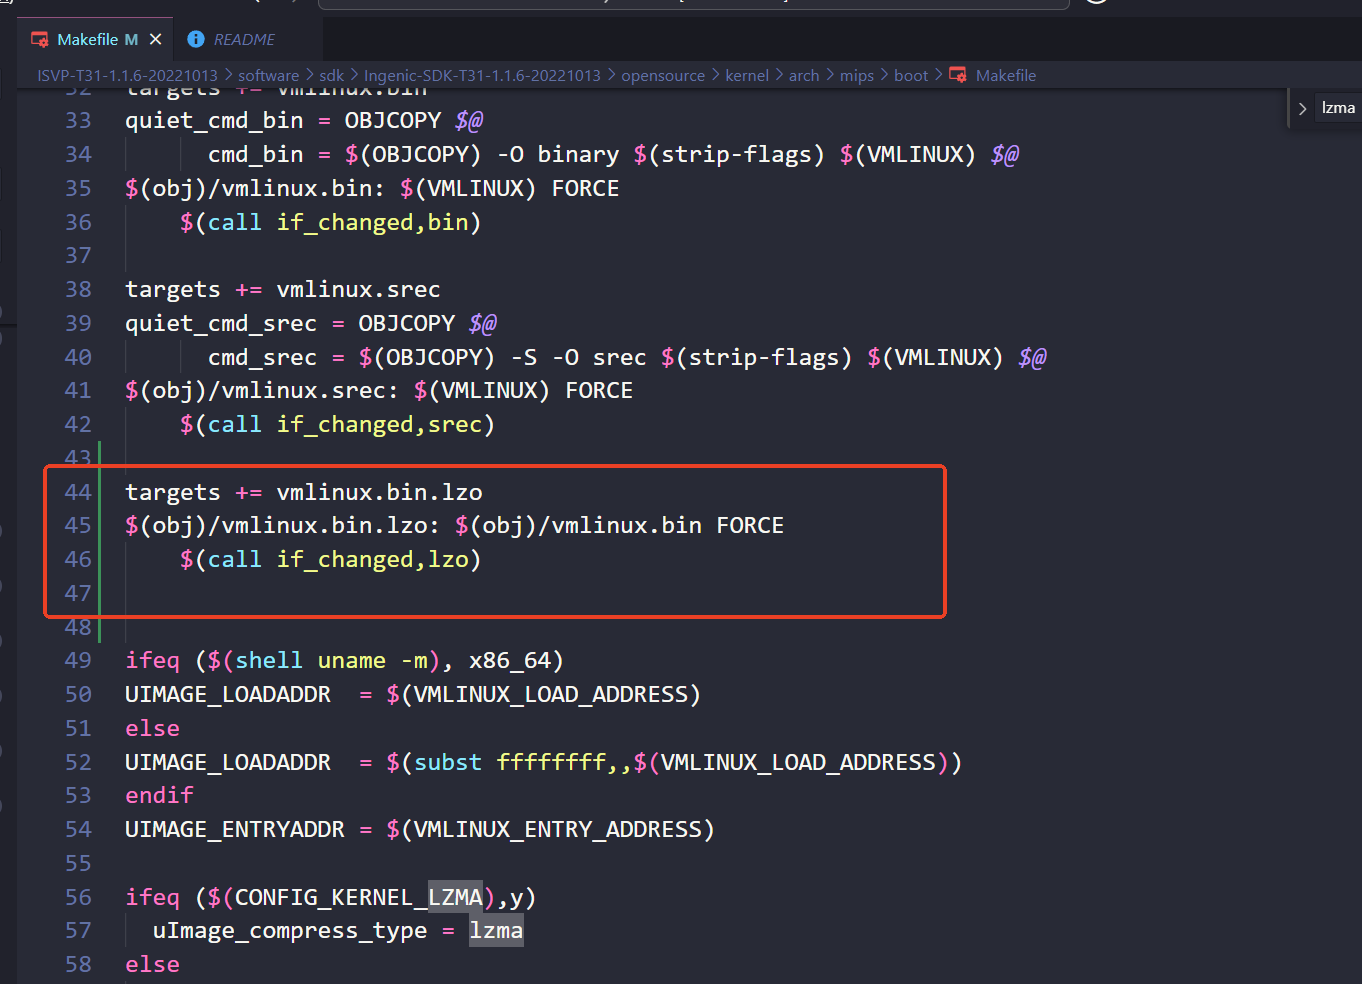 Makefile M
README
ISVP-T31-1.1.6-20221013 > software > sdk > Ingenic-SDK-T31-1.1.6-20221013 > opensource > kernel > arch > mips > boot > Makefile
lzma
32 targets += vmlinux.bin
33 quiet_cmd_bin = OBJCOPY $@
34 cmd_bin = $(OBJCOPY) -O binary $(strip-flags) $(VMLINUX) $@
35 $(obj)/vmlinux.bin: $(VMLINUX) FORCE
36 $(call if_changed,bin)
37
38 targets += vmlinux.srec
39 quiet_cmd_srec = OBJCOPY $@
40 cmd_srec = $(OBJCOPY) -S -O srec $(strip-flags) $(VMLINUX) $@
41 $(obj)/vmlinux.srec: $(VMLINUX) FORCE
42 $(call if_changed,srec)
43
44 targets += vmlinux.bin.lzo
45 $(obj)/vmlinux.bin.lzo: $(obj)/vmlinux.bin FORCE
46 $(call if_changed,lzo)
47
48
49 ifeq ($(shell uname -m), x86_64)
50 UIMAGE_LOADADDR = $(VMLINUX_LOAD_ADDRESS)
51 else
52 UIMAGE_LOADADDR = $(subst ffffffff,,$(VMLINUX_LOAD_ADDRESS))
53 endif
54 UIMAGE_ENTRYADDR = $(VMLINUX_ENTRY_ADDRESS)
55
56 ifeq ($(CONFIG_KERNEL_LZMA),y)
57 uImage_compress_type = lzma
58 else